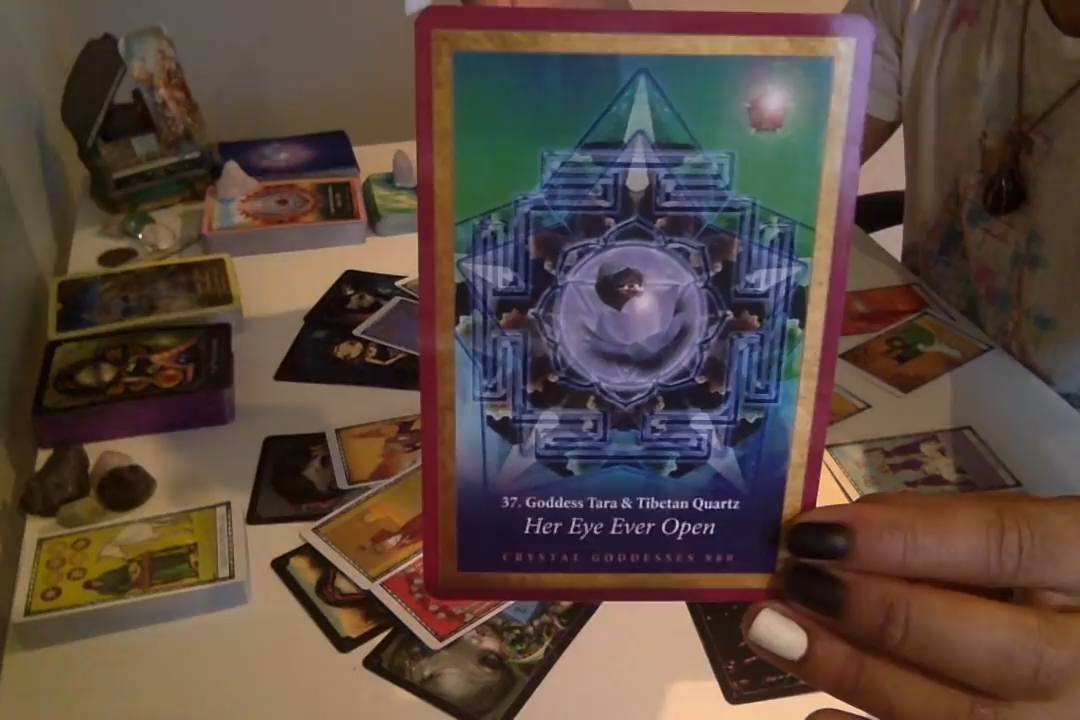 37. Goddess Tara & Tibetan Quartz
Her Eye Ever Open
CRYSTAL GODDESSES 888